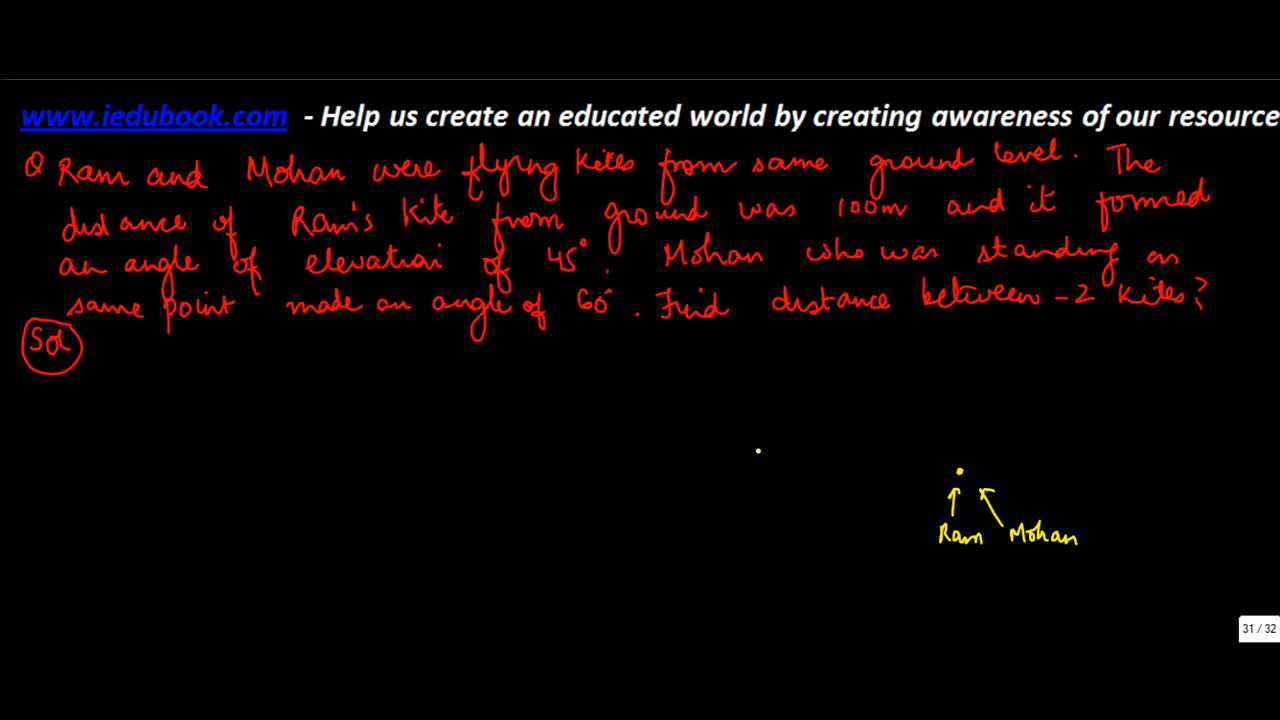 www.iedubook.com - Help us create an educated world by creating awareness of our resource
Q Ram and Mohan were flying kites from same ground level. The
distance of Ram's kite from ground was 100m and it formed
an angle of elevation of 45°. Mohan who was standing on
same point made an angle of 60°. Find distance between -2 kites?
Sol
Ram Mohan
31 / 32